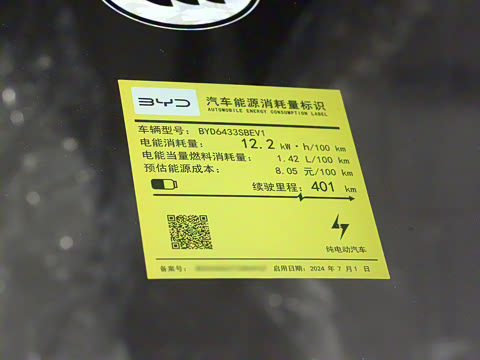 BYD 汽车能源消耗量标识
AUTOMOBILE ENERGY CONSUMPTION LABEL
车辆型号: BYD6433SBEV1
电能消耗量: 12.2 kW·h/100 km
电能当量燃料消耗量: 1.42 L/100 km
预估能源成本: 8.05 元/100 km
续驶里程: 401 km
纯电动汽车
备案号: 启用日期: 2024 年 7 月 1 日